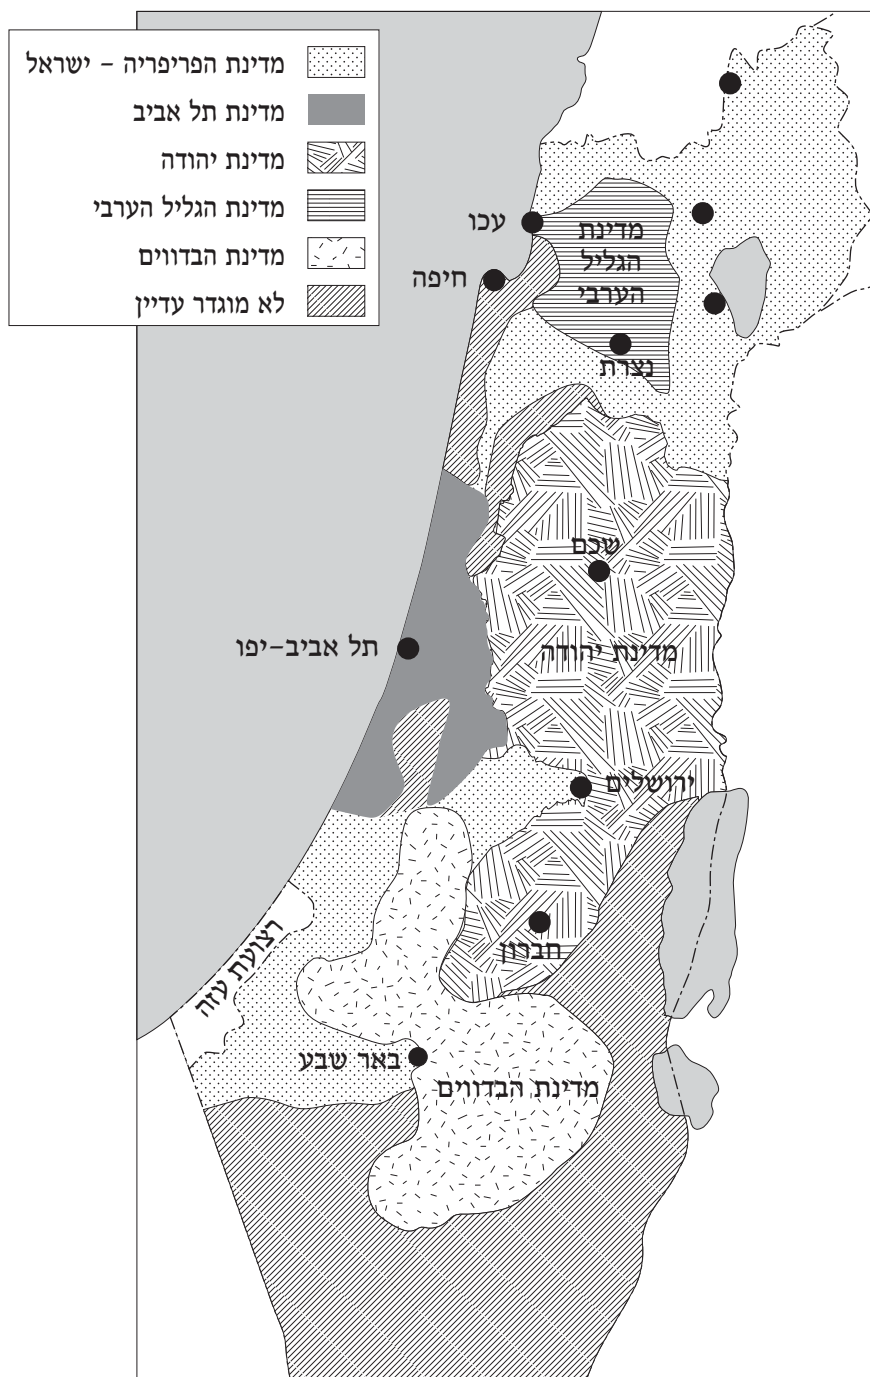 מדינת הפריפריה - ישראל
מדינת תל אביב
מדינת יהודה
מדינת הגליל הערבי
מדינת הבדווים
לא מוגדר עדיין
עכו
מדינת
הגליל
הערבי
חיפה
נצרת
שכם
תל אביב-יפו
מדינת יהודה
ירושלים
חברון
רצועת עזה
באר שבע
מדינת הבדווים